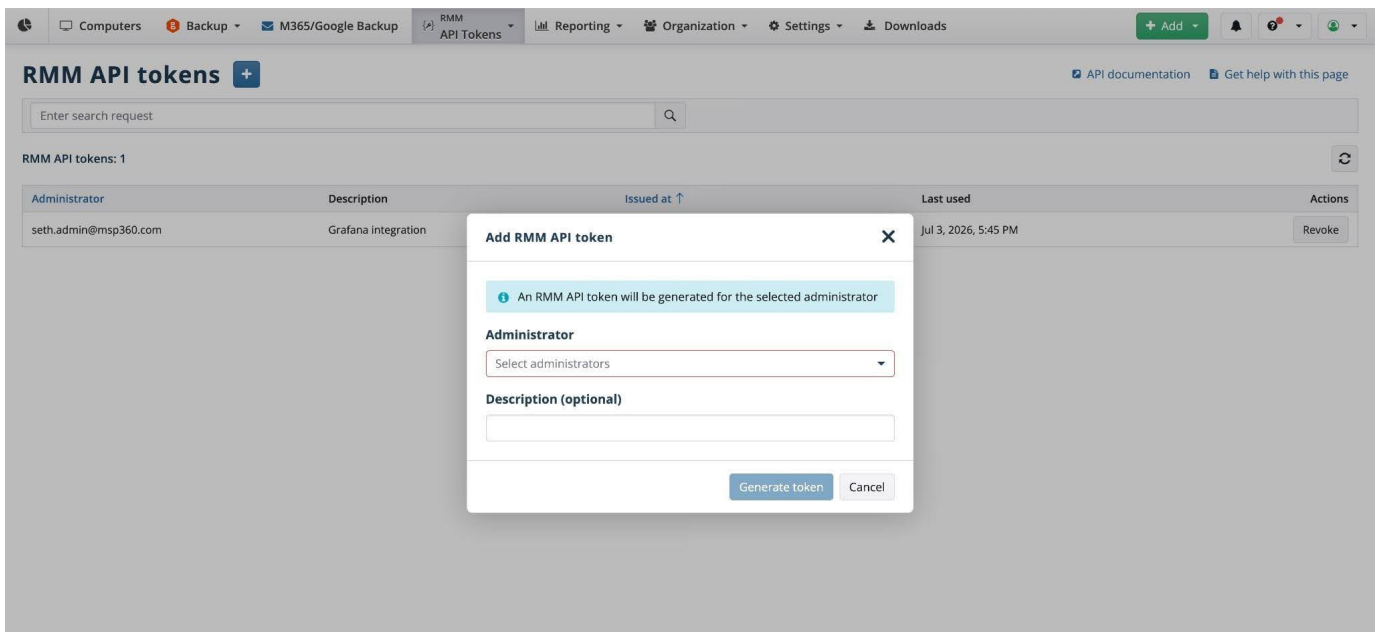 Computers
Backup
M365/Google Backup
RMM
API Tokens
Reporting
Organization
Settings
Downloads
+ Add
RMM API tokens +
API documentation
Get help with this page
Enter search request
RMM API tokens: 1
Administrator Description Issued at ↑ Last used Actions
seth.admin@msp360.com Grafana integration Jul 3, 2026, 5:45 PM Revoke
Add RMM API token
An RMM API token will be generated for the selected administrator
Administrator
Select administrators
Description (optional)
Generate token Cancel